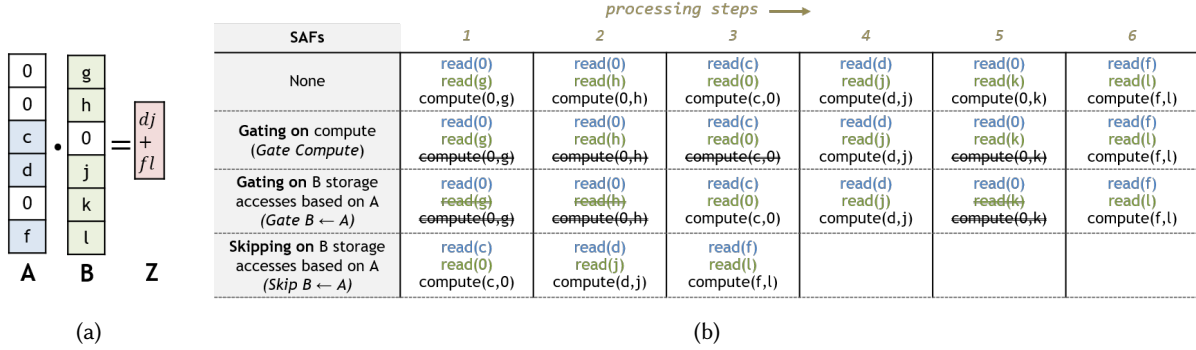 processing steps
SAFs 1 2 3 4 5 6
0 g
0 h
c 0
d j
0 k
f l
· =
dj
+
fl
A B Z
None
read(0) read(0) read(c) read(d) read(0) read(f)
read(g) read(h) read(0) read(j) read(k) read(l)
compute(0,g) compute(0,h) compute(c,0) compute(d,j) compute(0,k) compute(f,l)
Gating on compute
(Gate Compute)
read(0) read(0) read(c) read(d) read(0) read(f)
read(g) read(h) read(0) read(j) read(k) read(l)
compute(0,g) compute(0,h) compute(c,0) compute(d,j) compute(0,k) compute(f,l)
Gating on B storage
accesses based on A
(Gate B ← A)
read(0) read(0) read(c) read(d) read(0) read(f)
read(g) read(h) read(0) read(j) read(k) read(l)
compute(0,g) compute(0,h) compute(c,0) compute(d,j) compute(0,k) compute(f,l)
Skipping on B storage
accesses based on A
(Skip B ← A)
read(c) read(d) read(f)
read(0) read(j) read(l)
compute(c,0) compute(d,j) compute(f,l)
(a) (b)